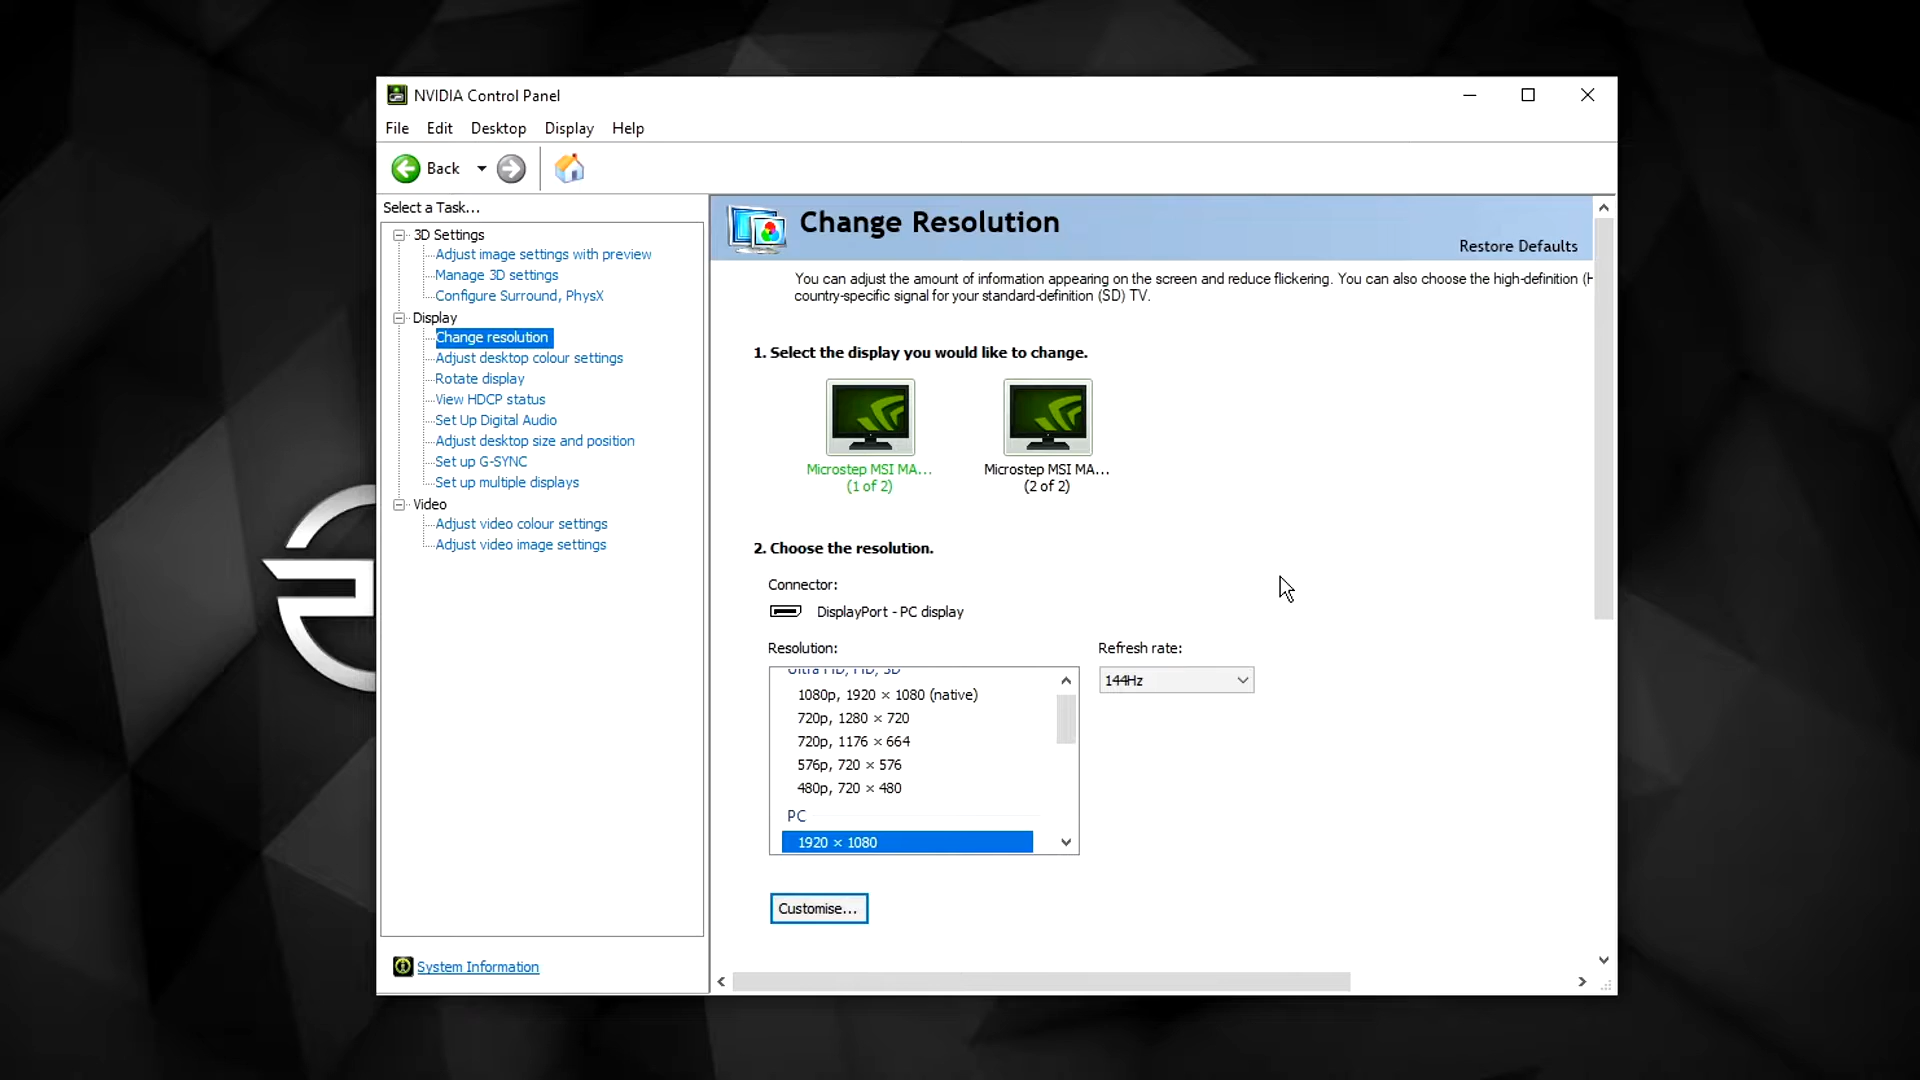 NVIDIA Control Panel
File Edit Desktop Display Help
Back
Select a Task...
3D Settings
Adjust image settings with preview
Manage 3D settings
Configure Surround, PhysX
Display
Change resolution
Adjust desktop colour settings
Rotate display
View HDCP status
Set Up Digital Audio
Adjust desktop size and position
Set up G-SYNC
Set up multiple displays
Video
Adjust video colour settings
Adjust video image settings
System Information
Change Resolution
Restore Defaults
You can adjust the amount of information appearing on the screen and reduce flickering. You can also choose the high-definition (H
country-specific signal for your standard-definition (SD) TV.
1. Select the display you would like to change.
Microstep MSI MA...
(1 of 2)
Microstep MSI MA...
(2 of 2)
2. Choose the resolution.
Connector:
DisplayPort - PC display
Resolution:
Ultra HD, HD, SD
1080p, 1920 × 1080 (native)
720p, 1280 × 720
720p, 1176 × 664
576p, 720 × 576
480p, 720 × 480
PC
1920 × 1080
Refresh rate:
144Hz
Customise...